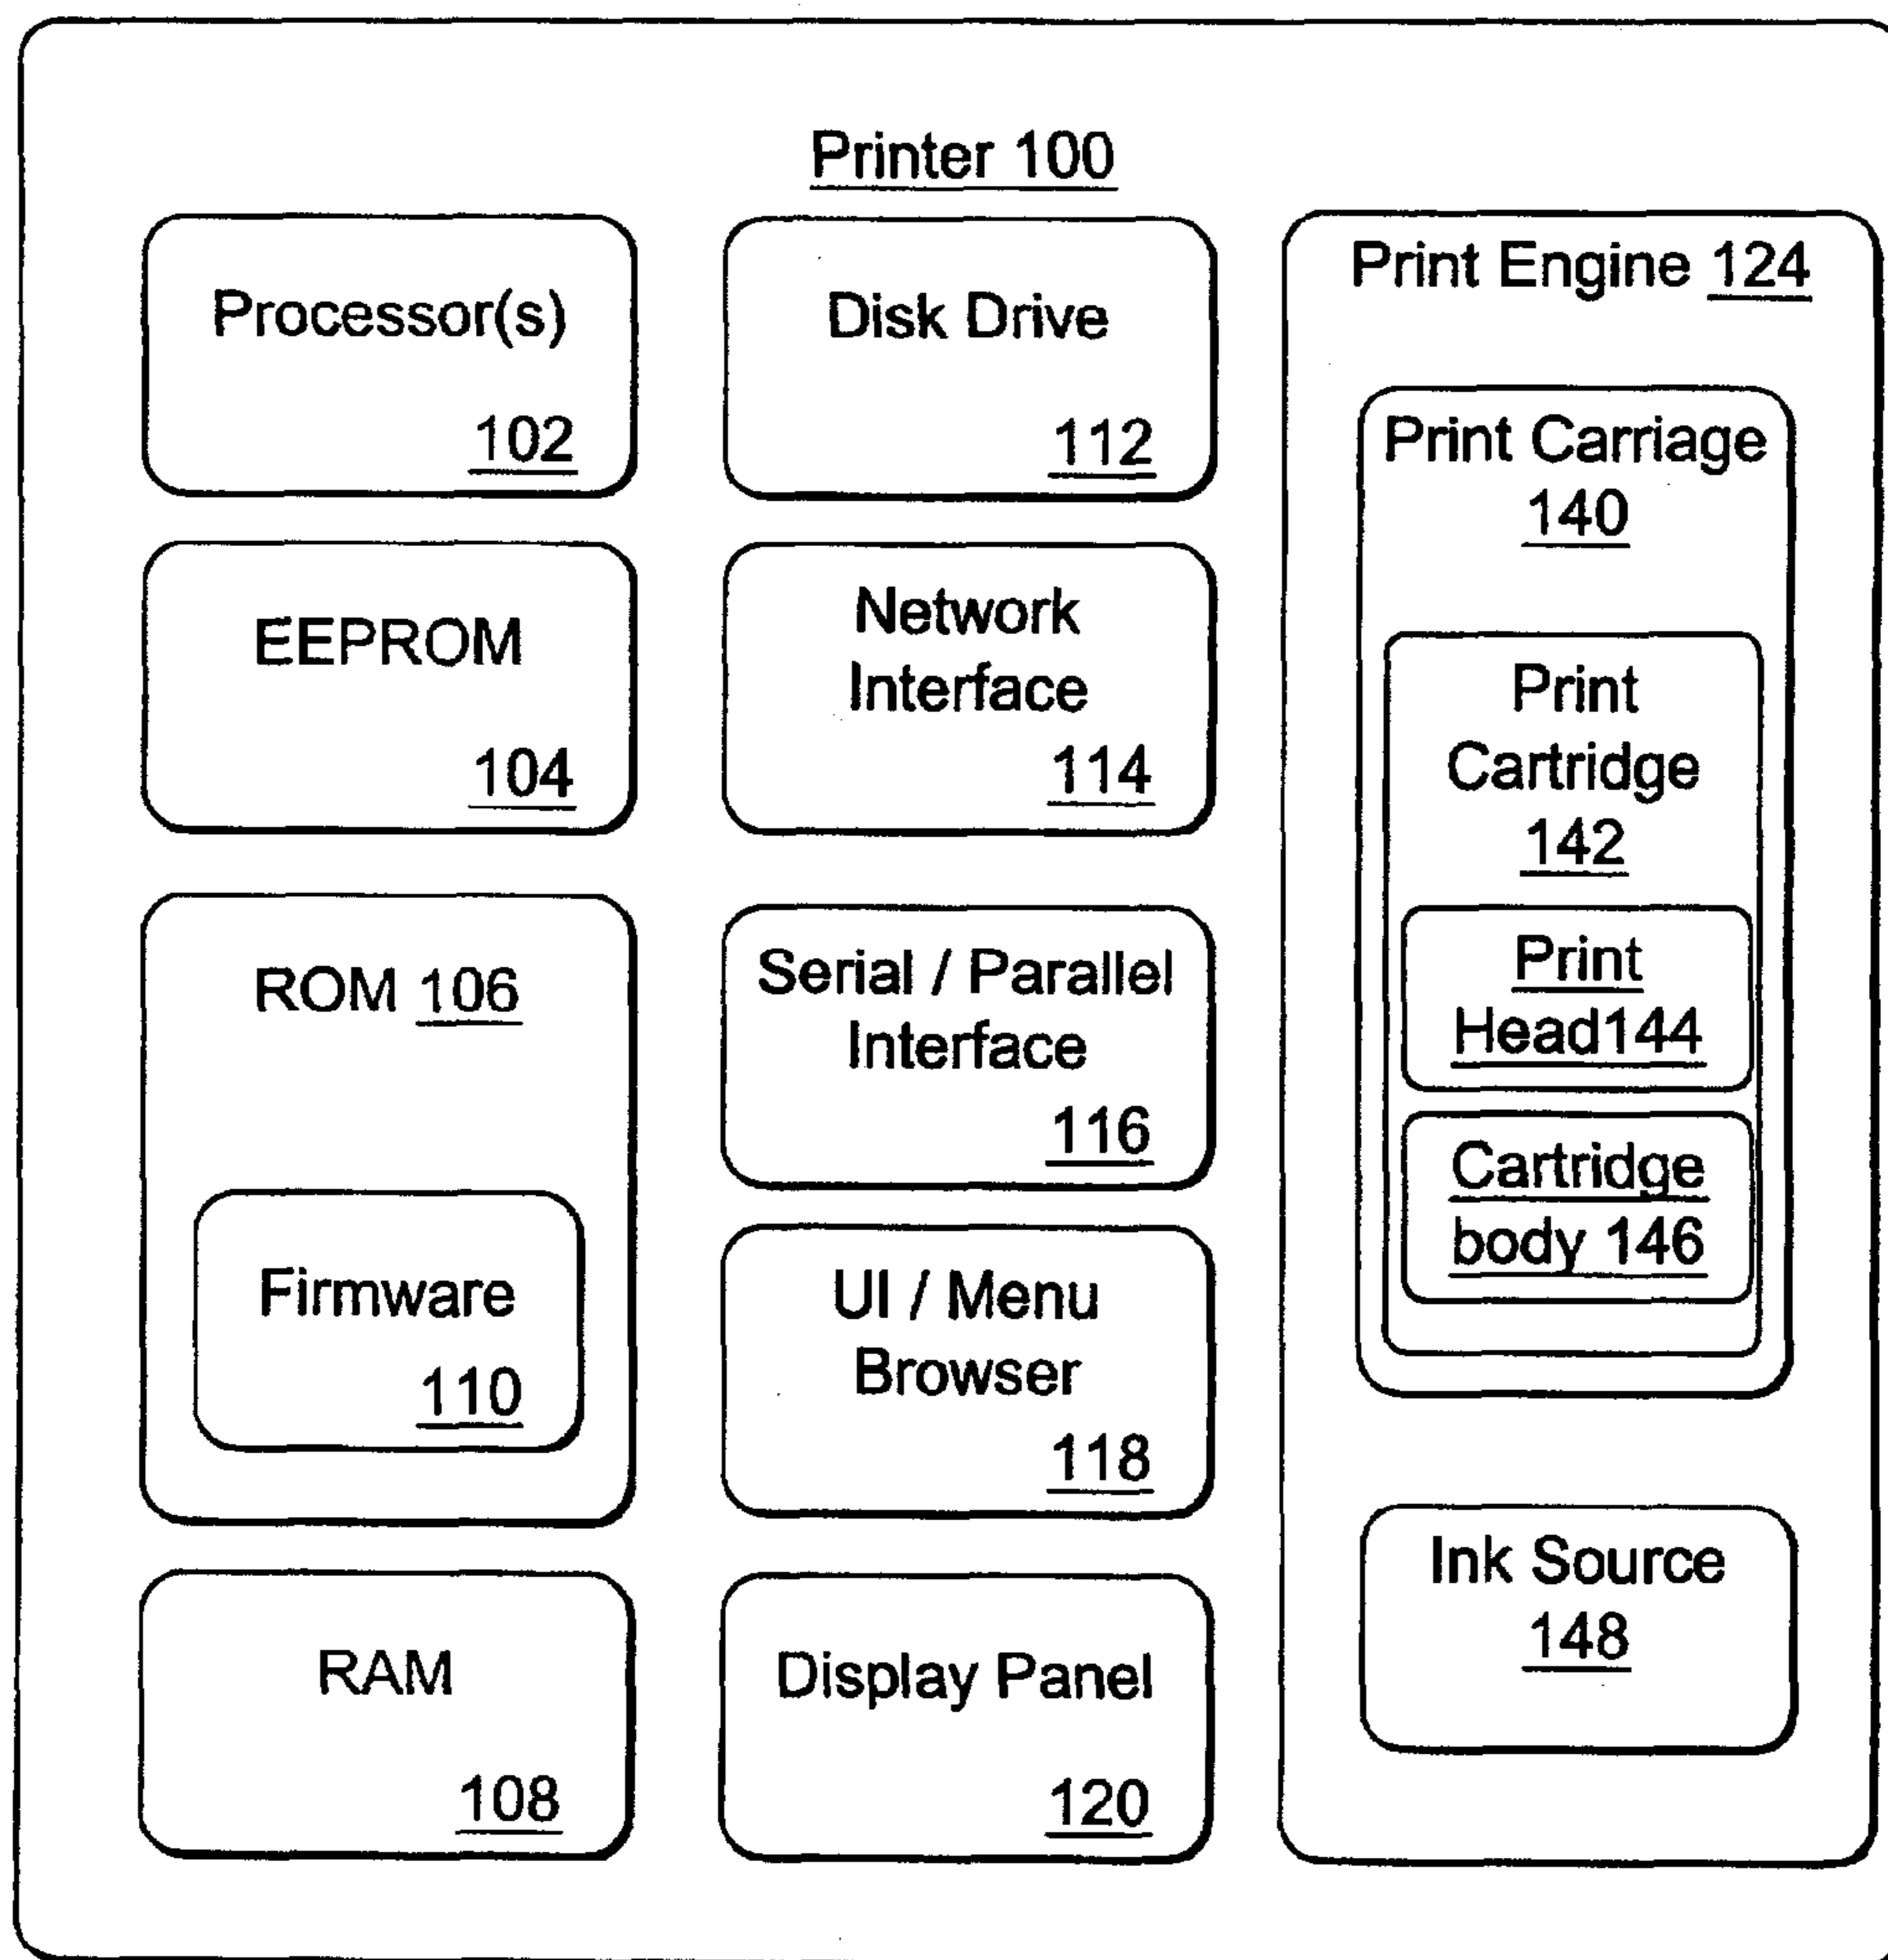 Printer 100
Processor(s)
102
EEPROM
104
ROM 106
Firmware
110
RAM
108
Disk Drive
112
Network
Interface
114
Serial / Parallel
Interface
116
UI / Menu
Browser
118
Display Panel
120
Print Engine 124
Print Carriage
140
Print
Cartridge
142
Print
Head144
Cartridge
body 146
Ink Source
148